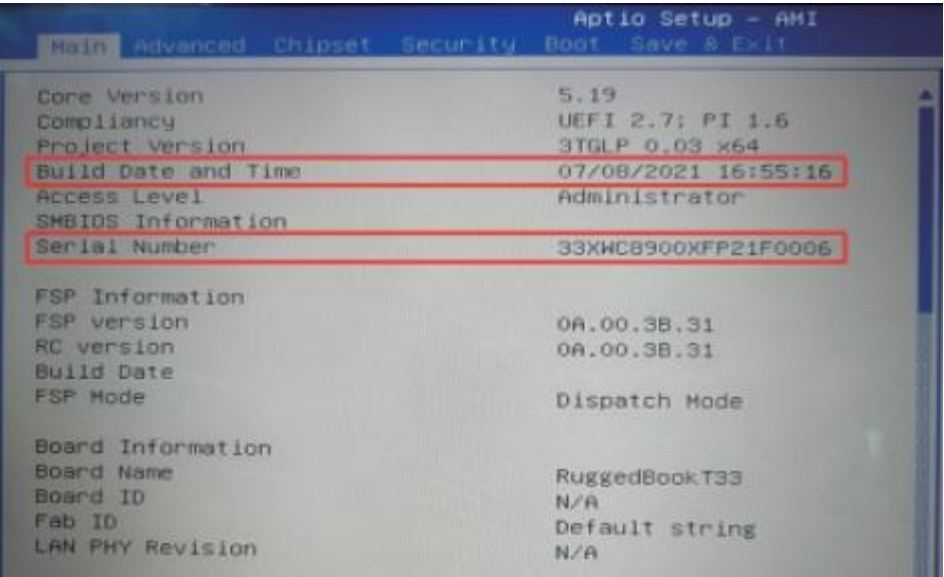 Aptio Setup - AMI
Main Advanced Chipset Security Boot Save & Exit
Core Version 5.19
Compliancy UEFI 2.7; PI 1.6
Project Version 3TGLP 0.03 x64
Build Date and Time 07/08/2021 16:55:16
Access Level Administrator
SMBIOS Information
Serial Number 33XWC8900XFP21F0006
FSP Information
FSP version 0A.00.3B.31
RC version 0A.00.3B.31
Build Date
FSP Mode Dispatch Mode
Board Information
Board Name RuggedBookT33
Board ID N/A
Fab ID Default string
LAN PHY Revision N/A